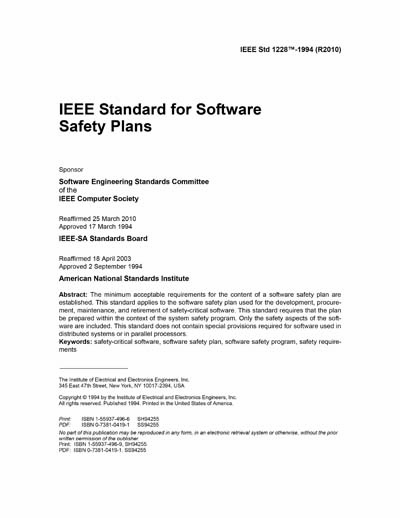 IEEE Std 1228™-1994 (R2010)
IEEE Standard for Software
Safety Plans
Sponsor
Software Engineering Standards Committee
of the
IEEE Computer Society
Reaffirmed 25 March 2010
Approved 17 March 1994
IEEE-SA Standards Board
Reaffirmed 18 April 2003
Approved 2 September 1994
American National Standards Institute
Abstract: The minimum acceptable requirements for the content of a software safety plan are
established. This standard applies to the software safety plan used for the development, procure-
ment, maintenance, and retirement of safety-critical software. This standard requires that the plan
be prepared within the context of the system safety program. Only the safety aspects of the soft-
ware are included. This standard does not contain special provisions required for software used in
distributed systems or in parallel processors.
Keywords: safety-critical software, software safety plan, software safety program, safety require-
ments
The Institute of Electrical and Electronics Engineers, Inc.
345 East 47th Street, New York, NY 10017-2394, USA
Copyright © 1994 by the Institute of Electrical and Electronics Engineers, Inc.
All rights reserved. Published 1994. Printed in the United States of America.
Print: ISBN 1-55937-496-6 SH94255
PDF: ISBN 0-7381-0419-1 SS94255
No part of this publication may be reproduced in any form, in an electronic retrieval system or otherwise, without the prior
written permission of the publisher.
Print: ISBN 1-55937-9496-9, SH94255.
PDF: ISBN 0-7381-0419-1. SS94255